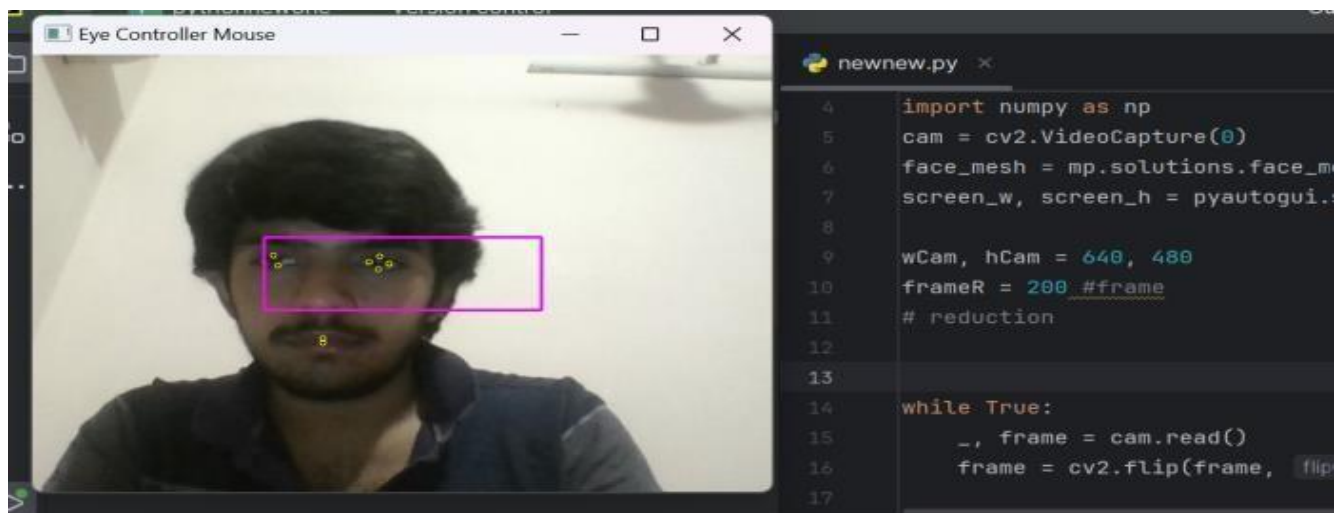 Eye Controller Mouse
newnew.py
4 import numpy as np
5 cam = cv2.VideoCapture(0)
6 face_mesh = mp.solutions.face_m
7 screen_w, screen_h = pyautogui.
8
9 wCam, hCam = 640, 480
10 frameR = 200 #frame
11 # reduction
12
13
14 while True:
15 _, frame = cam.read()
16 frame = cv2.flip(frame, flip
17